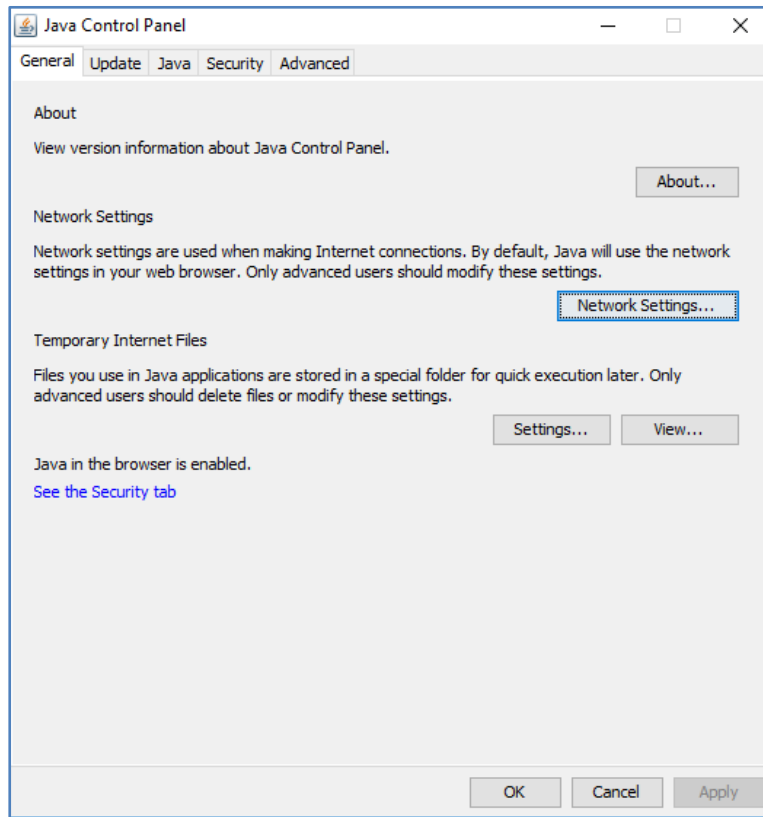 Java Control Panel
General Update Java Security Advanced
About
View version information about Java Control Panel.
About...
Network Settings
Network settings are used when making Internet connections. By default, Java will use the network
settings in your web browser. Only advanced users should modify these settings.
Network Settings...
Temporary Internet Files
Files you use in Java applications are stored in a special folder for quick execution later. Only
advanced users should delete files or modify these settings.
Settings... View...
Java in the browser is enabled.
See the Security tab
OK Cancel Apply